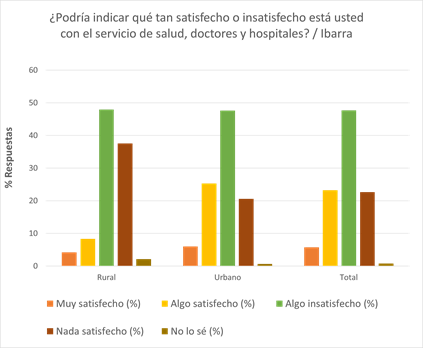 ¿Podría indicar qué tan satisfecho o insatisfecho está usted
con el servicio de salud, doctores y hospitales? / Ibarra
60
50
40
30
20
10
0
% Respuestas
Rural
Urbano
Total
Muy satisfecho (%)
Algo satisfecho (%)
Algo insatisfecho (%)
Nada satisfecho (%)
No lo sé (%)